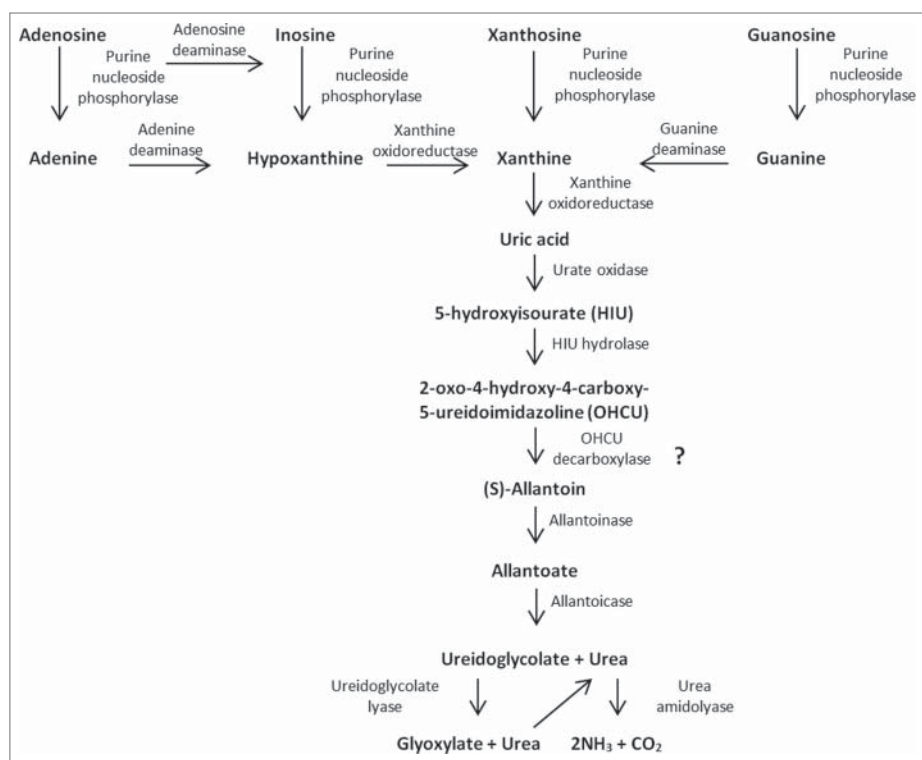 Adenosine
Adenosine
deaminase
Inosine
Xanthosine
Guanosine
Purine
nucleoside
phosphorylase
Purine
nucleoside
phosphorylase
Purine
nucleoside
phosphorylase
Purine
nucleoside
phosphorylase
Adenine
Adenine
deaminase
Hypoxanthine
Xanthine
oxidoreductase
Xanthine
Guanine
deaminase
Guanine
Xanthine
oxidoreductase
Uric acid
Urate oxidase
5-hydroxyisourate (HIU)
HIU hydrolase
2-oxo-4-hydroxy-4-carboxy-
5-ureidoimidazoline (OHCU)
OHCU
decarboxylase ?
(S)-Allantoin
Allantoinase
Allantoate
Allantoicase
Ureidoglycolate + Urea
Ureidoglycolate
lyase
Urea
amidolyase
Glyoxylate + Urea
2NH₃ + CO₂